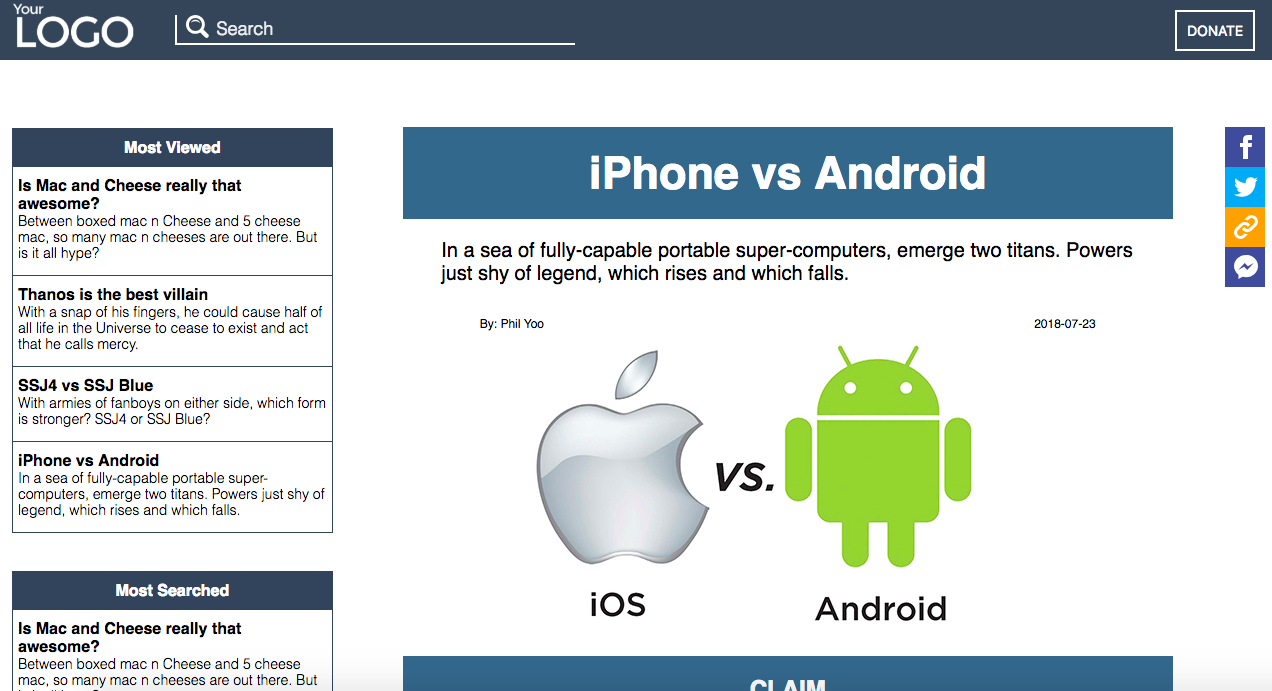 Your
LOGO
Search
DONATE
Most Viewed
Is Mac and Cheese really that
awesome?
Between boxed mac n Cheese and 5 cheese
mac, so many mac n cheeses are out there. But
is it all hype?
Thanos is the best villain
With a snap of his fingers, he could cause half of
all life in the Universe to cease to exist and act
that he calls mercy.
SSJ4 vs SSJ Blue
With armies of fanboys on either side, which form
is stronger? SSJ4 or SSJ Blue?
iPhone vs Android
In a sea of fully-capable portable super-
computers, emerge two titans. Powers just shy of
legend, which rises and which falls.
Most Searched
Is Mac and Cheese really that
awesome?
Between boxed mac n Cheese and 5 cheese
mac, so many mac n cheeses are out there. But
iPhone vs Android
In a sea of fully-capable portable super-computers, emerge two titans. Powers
just shy of legend, which rises and which falls.
By: Phil Yoo
2018-07-23
VS.
iOS
Android
CLAIM